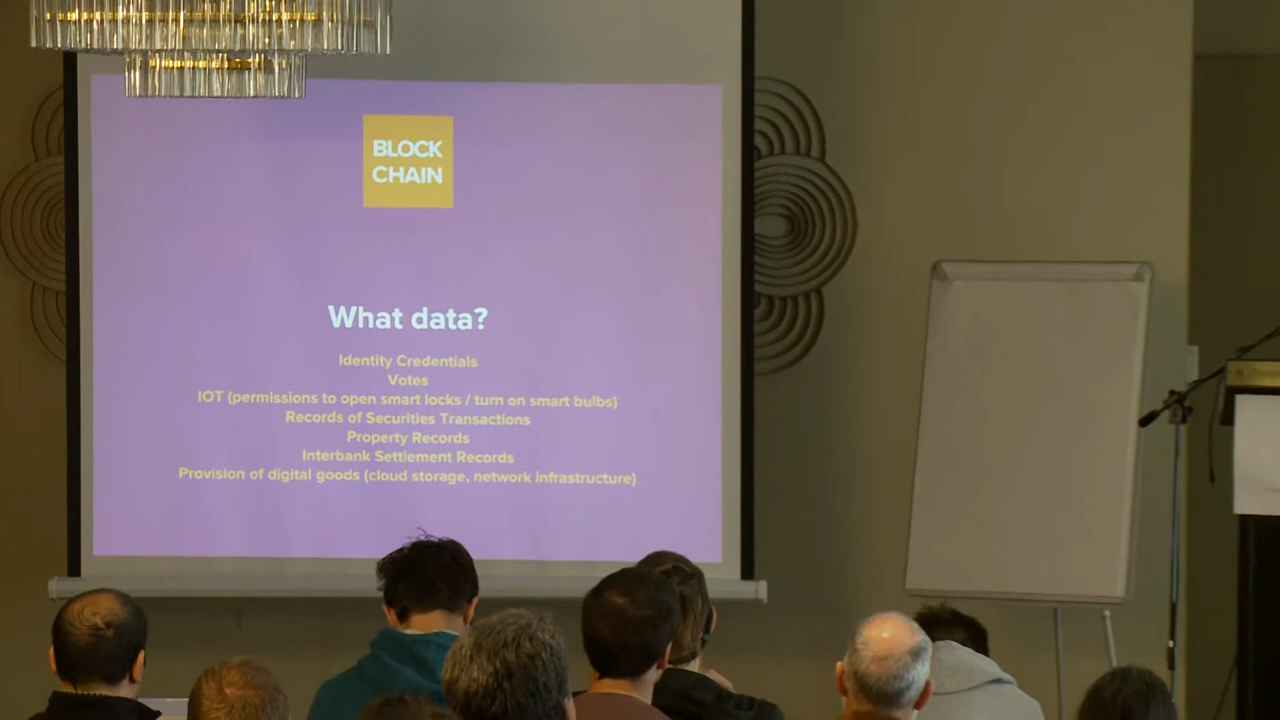 BLOCK
CHAIN
What data?
Identity Credentials
Votes
IOT (permissions to open smart locks / turn on smart bulbs)
Records of Securities Transactions
Property Records
Interbank Settlement Records
Provision of digital goods (cloud storage, network infrastructure)